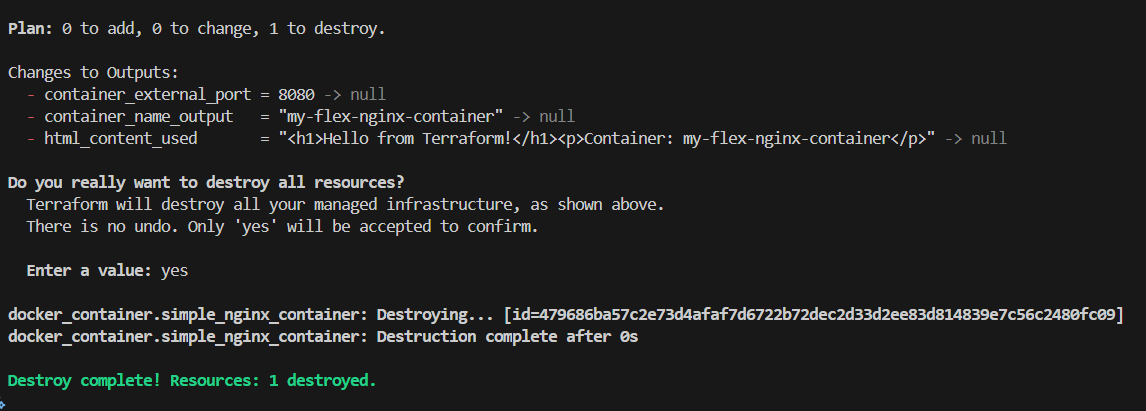 Plan: 0 to add, 0 to change, 1 to destroy.
Changes to Outputs:
- container_external_port = 8080 -> null
- container_name_output   = "my-flex-nginx-container" -> null
- html_content_used       = "<h1>Hello from Terraform!</h1><p>Container: my-flex-nginx-container</p>" -> null
Do you really want to destroy all resources?
Terraform will destroy all your managed infrastructure, as shown above.
There is no undo. Only 'yes' will be accepted to confirm.
Enter a value: yes
docker_container.simple_nginx_container: Destroying... [id=479686ba57c2e73d4afaf7d6722b72dec2d33d2ee83d814839e7c56c2480fc09]
docker_container.simple_nginx_container: Destruction complete after 0s
Destroy complete! Resources: 1 destroyed.